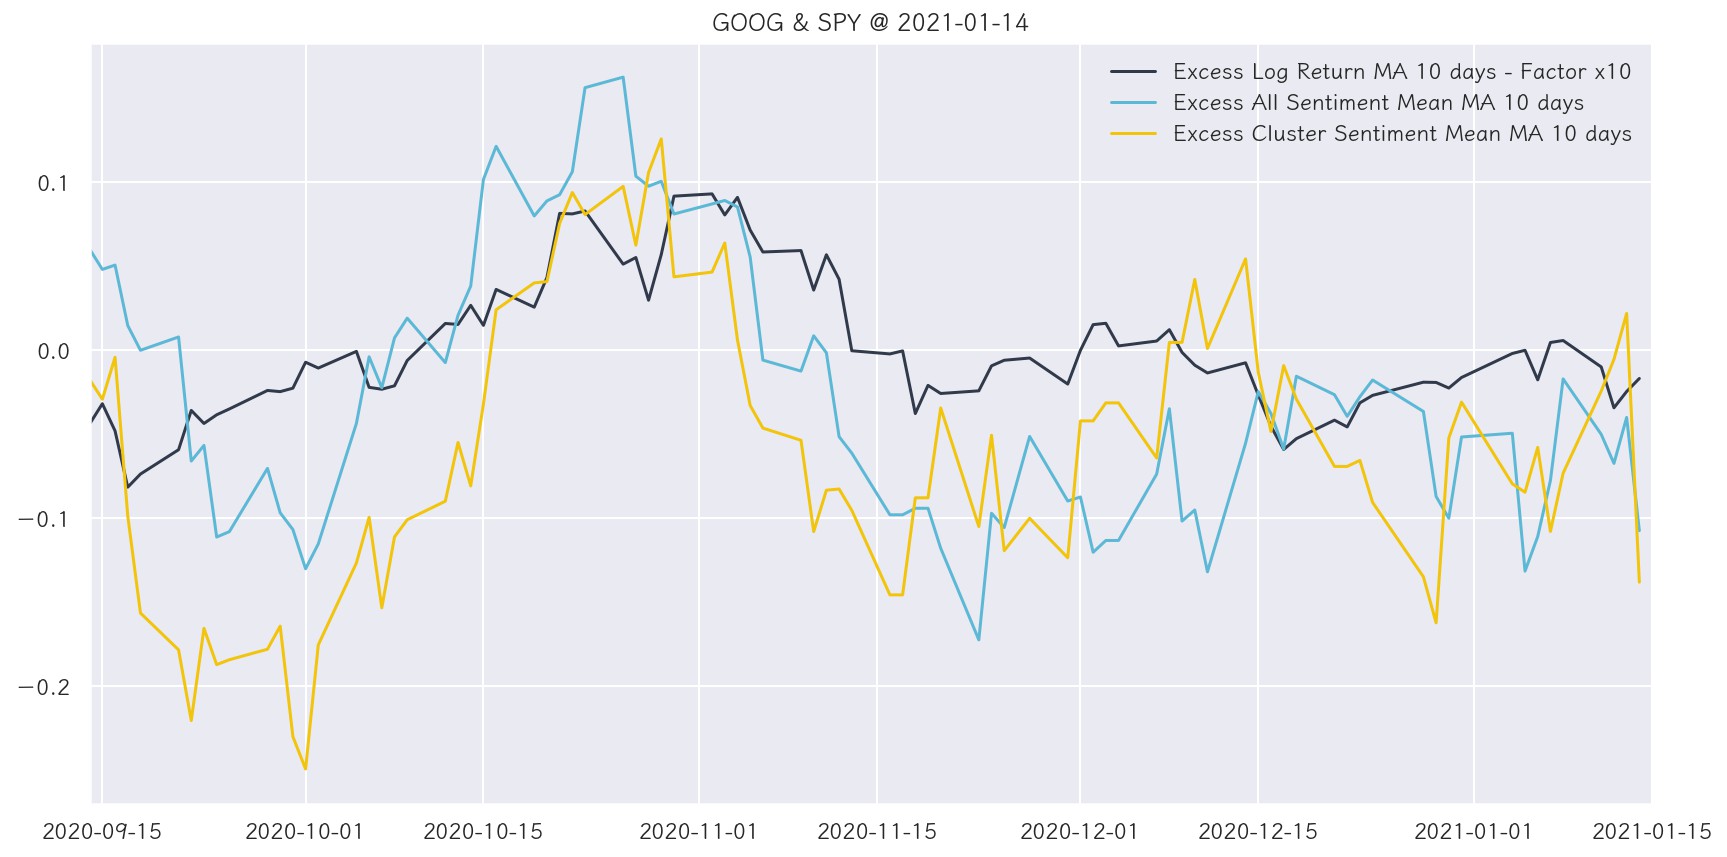 GOOG & SPY @ 2021-01-14
Excess Log Return MA 10 days - Factor x10
Excess All Sentiment Mean MA 10 days
Excess Cluster Sentiment Mean MA 10 days
0.1
0.0
−0.1
−0.2
2020-09-15 2020-10-01 2020-10-15 2020-11-01 2020-11-15 2020-12-01 2020-12-15 2021-01-01 2021-01-15